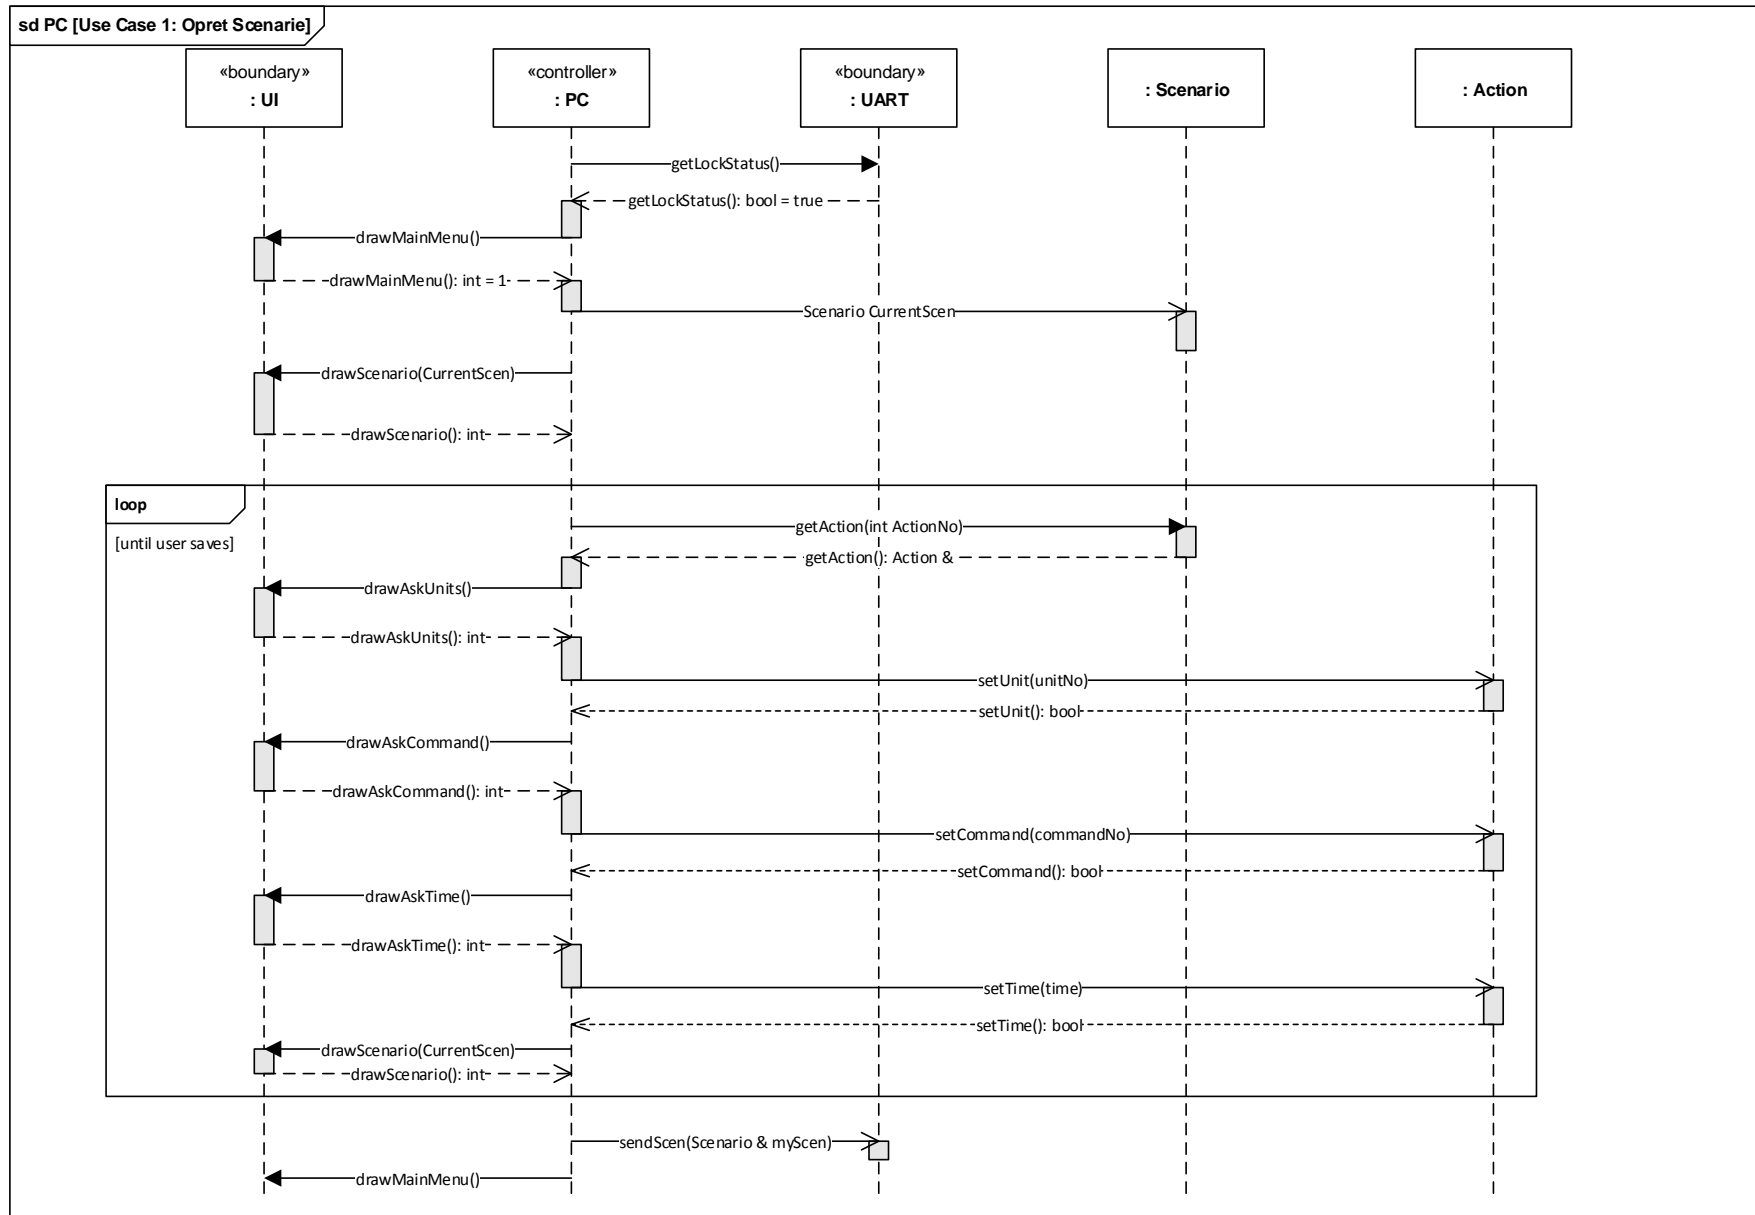 sd PC [Use Case 1: Opret Scenarie]
«boundary»
: UI
«controller»
: PC
«boundary»
: UART
: Scenario
: Action
getLockStatus()
getLockStatus(): bool = true
drawMainMenu()
drawMainMenu(): int = 1
Scenario CurrentScen
drawScenario(CurrentScen)
drawScenario(): int
loop
[until user saves]
getAction(int ActionNo)
getAction(): Action &
drawAskUnits()
drawAskUnits(): int
setUnit(unitNo)
setUnit(): bool
drawAskCommand()
drawAskCommand(): int
setCommand(commandNo)
setCommand(): bool
drawAskTime()
drawAskTime(): int
setTime(time)
setTime(): bool
drawScenario(CurrentScen)
drawScenario(): int
sendScen(Scenario & myScen)
drawMainMenu()